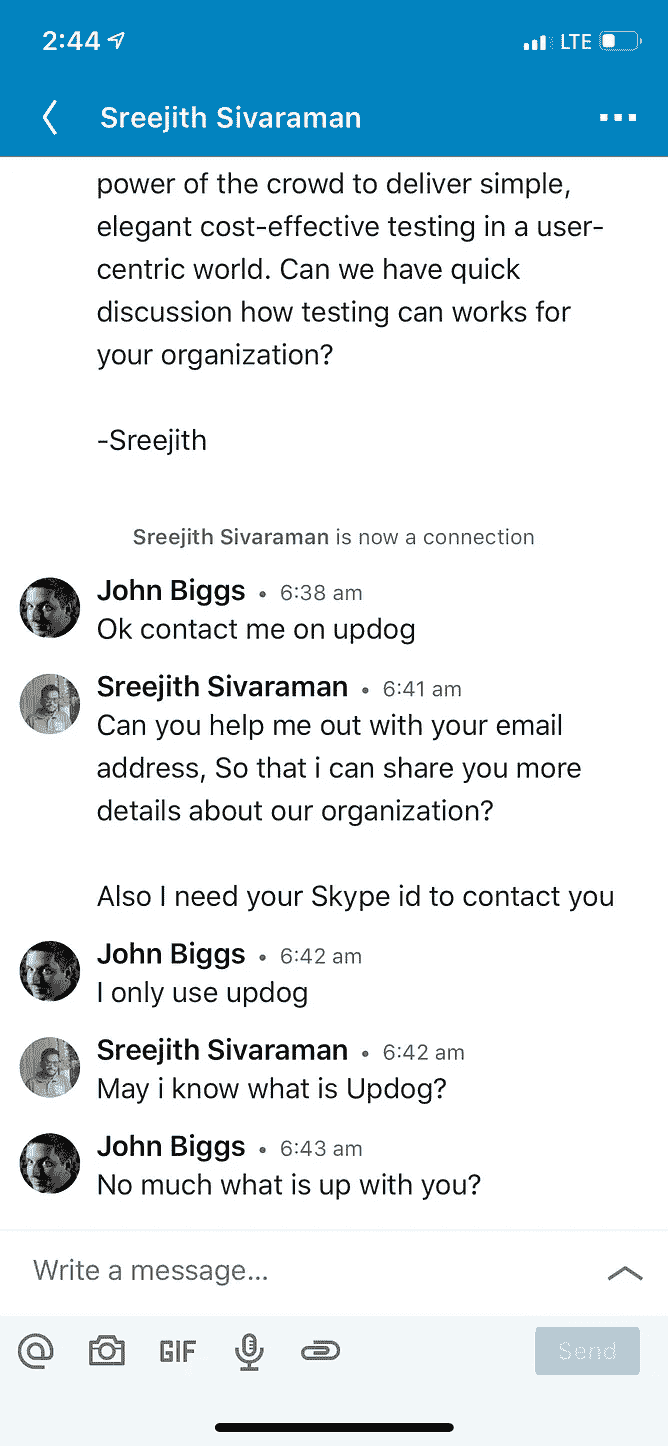 2:44 LTE
Sreejith Sivaraman
power of the crowd to deliver simple,
elegant cost-effective testing in a user-
centric world. Can we have quick
discussion how testing can works for
your organization?
-Sreejith
Sreejith Sivaraman is now a connection
John Biggs • 6:38 am
Ok contact me on updog
Sreejith Sivaraman • 6:41 am
Can you help me out with your email
address, So that i can share you more
details about our organization?
Also I need your Skype id to contact you
John Biggs • 6:42 am
I only use updog
Sreejith Sivaraman • 6:42 am
May i know what is Updog?
John Biggs • 6:43 am
No much what is up with you?
Write a message...
@ GIF Send